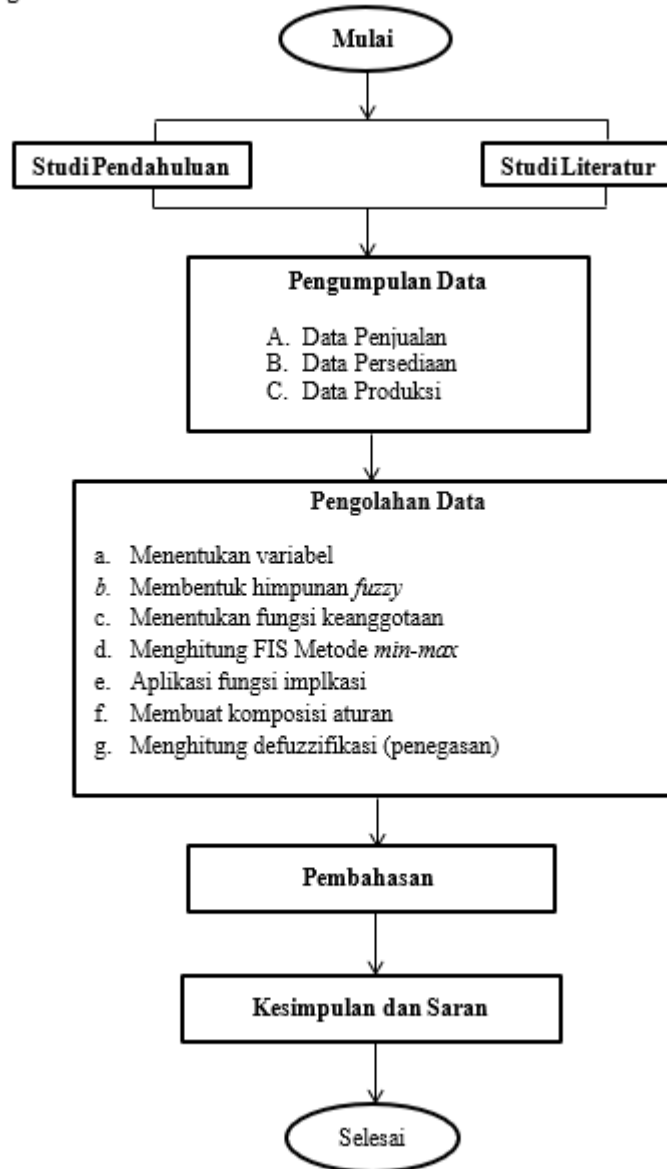 g
Mulai
Studi Pendahuluan
Studi Literatur
Pengumpulan Data
A. Data Penjualan
B. Data Persediaan
C. Data Produksi
Pengolahan Data
a. Menentukan variabel
b. Membentuk himpunan fuzzy
c. Menentukan fungsi keanggotaan
d. Menghitung FIS Metode min-max
e. Aplikasi fungsi implkasi
f. Membuat komposisi aturan
g. Menghitung defuzzifikasi (penegasan)
Pembahasan
Kesimpulan dan Saran
Selesai